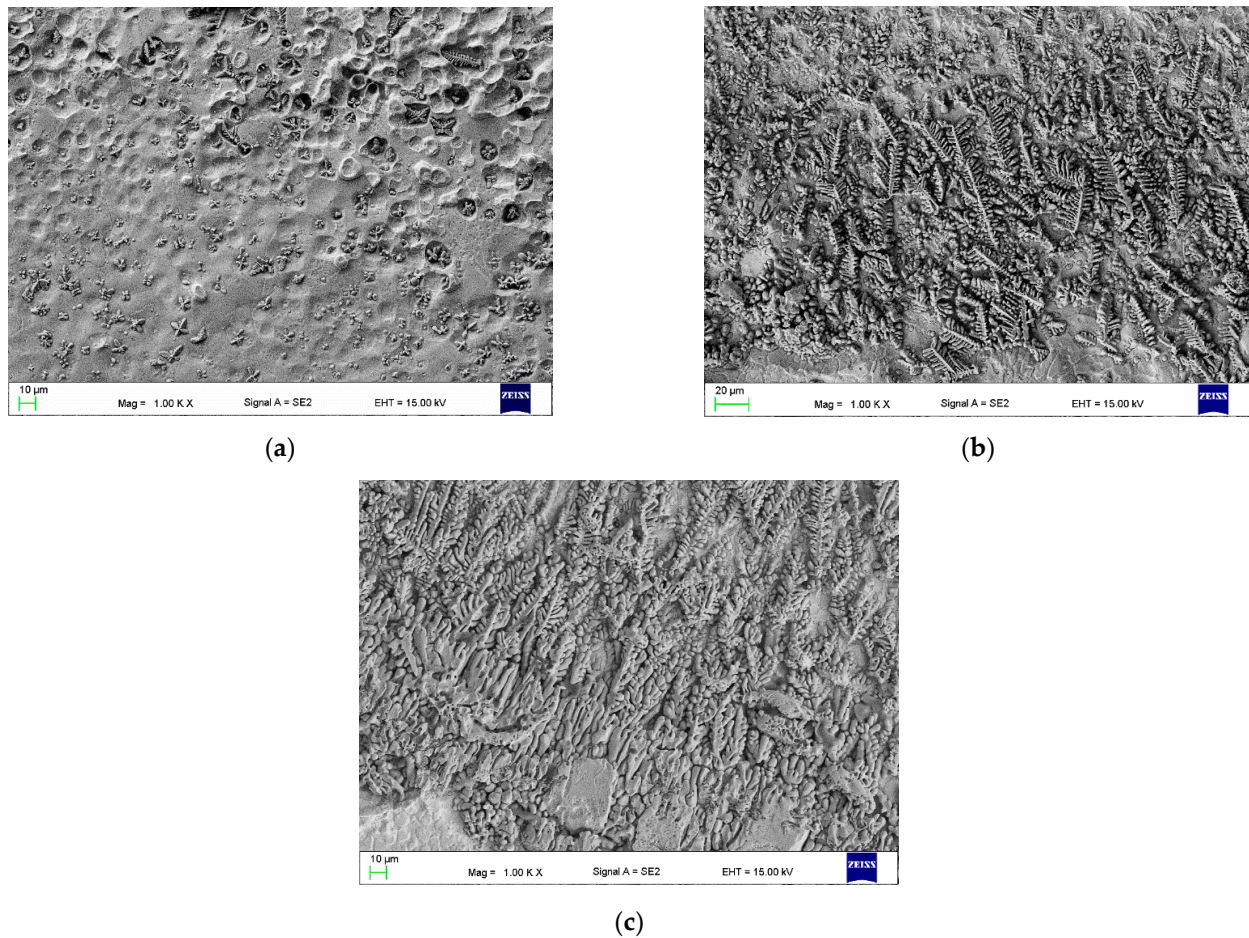 10 µm
Mag = 1.00 K X Signal A = SE2 EHT = 15.00 kV ZEISS
(a)
20 µm
Mag = 1.00 K X Signal A = SE2 EHT = 15.00 kV ZEISS
(b)
10 µm
Mag = 1.00 K X Signal A = SE2 EHT = 15.00 kV ZEISS
(c)